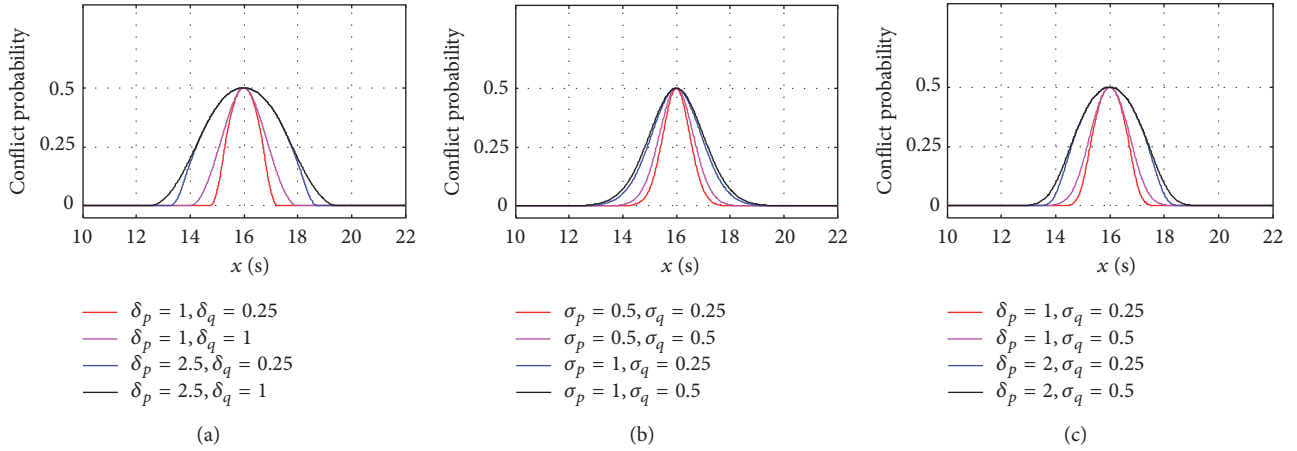 Conflict probability
0.5
0.25
0
10 12 14 16 18 20 22
x (s)
δp = 1, δq = 0.25
δp = 1, δq = 1
δp = 2.5, δq = 0.25
δp = 2.5, δq = 1
(a)
Conflict probability
0.5
0.25
0
10 12 14 16 18 20 22
x (s)
σp = 0.5, σq = 0.25
σp = 0.5, σq = 0.5
σp = 1, σq = 0.25
σp = 1, σq = 0.5
(b)
Conflict probability
0.5
0.25
0
10 12 14 16 18 20 22
x (s)
δp = 1, σq = 0.25
δp = 1, σq = 0.5
δp = 2, σq = 0.25
δp = 2, σq = 0.5
(c)